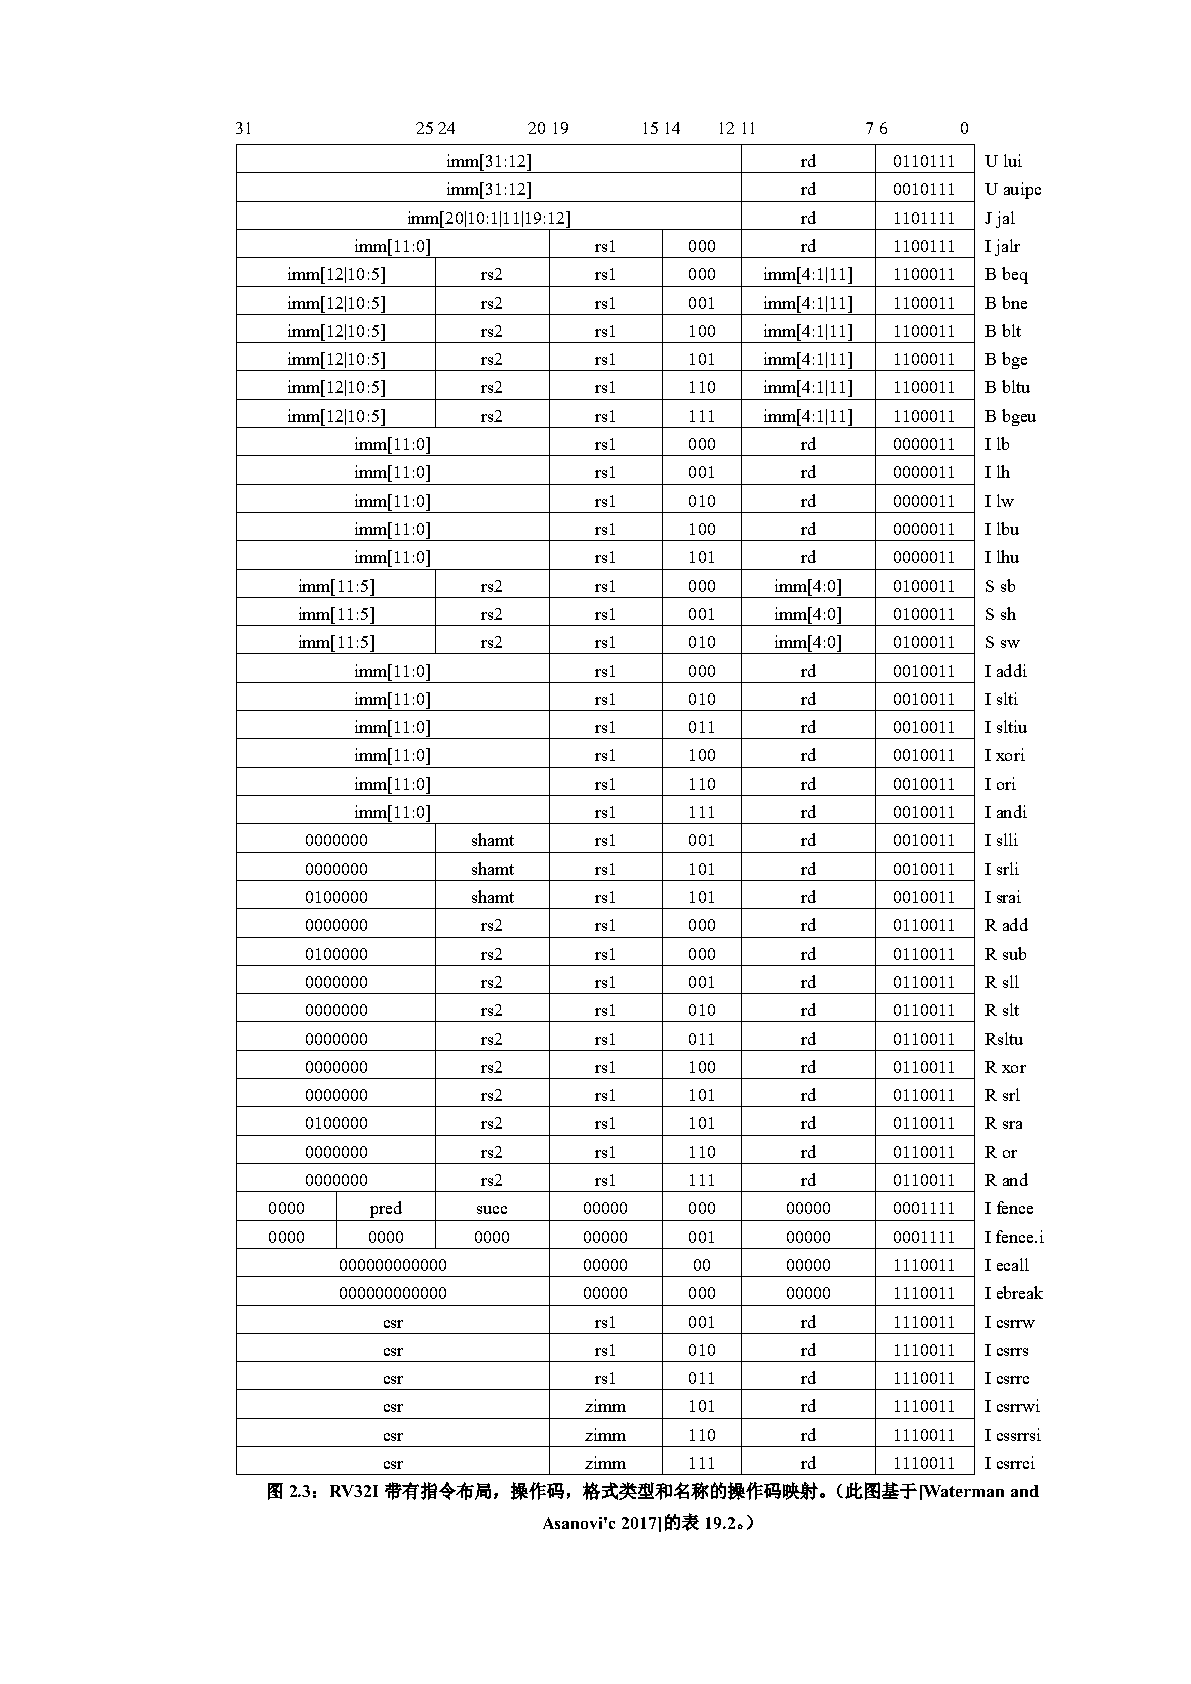 31 25 24 20 19 15 14 12 11 7 6 0
imm[31:12] rd 0110111 U lui
imm[31:12] rd 0010111 U auipc
imm[20|10:1|11|19:12] rd 1101111 J jal
imm[11:0] rs1 000 rd 1100111 I jalr
imm[12|10:5] rs2 rs1 000 imm[4:1|11] 1100011 B beq
imm[12|10:5] rs2 rs1 001 imm[4:1|11] 1100011 B bne
imm[12|10:5] rs2 rs1 100 imm[4:1|11] 1100011 B blt
imm[12|10:5] rs2 rs1 101 imm[4:1|11] 1100011 B bge
imm[12|10:5] rs2 rs1 110 imm[4:1|11] 1100011 B bltu
imm[12|10:5] rs2 rs1 111 imm[4:1|11] 1100011 B bgeu
imm[11:0] rs1 000 rd 0000011 I lb
imm[11:0] rs1 001 rd 0000011 I lh
imm[11:0] rs1 010 rd 0000011 I lw
imm[11:0] rs1 100 rd 0000011 I lbu
imm[11:0] rs1 101 rd 0000011 I lhu
imm[11:5] rs2 rs1 000 imm[4:0] 0100011 S sb
imm[11:5] rs2 rs1 001 imm[4:0] 0100011 S sh
imm[11:5] rs2 rs1 010 imm[4:0] 0100011 S sw
imm[11:0] rs1 000 rd 0010011 I addi
imm[11:0] rs1 010 rd 0010011 I slti
imm[11:0] rs1 011 rd 0010011 I sltiu
imm[11:0] rs1 100 rd 0010011 I xori
imm[11:0] rs1 110 rd 0010011 I ori
imm[11:0] rs1 111 rd 0010011 I andi
0000000 shamt rs1 001 rd 0010011 I slli
0000000 shamt rs1 101 rd 0010011 I srli
0100000 shamt rs1 101 rd 0010011 I srai
0000000 rs2 rs1 000 rd 0110011 R add
0100000 rs2 rs1 000 rd 0110011 R sub
0000000 rs2 rs1 001 rd 0110011 R sll
0000000 rs2 rs1 010 rd 0110011 R slt
0000000 rs2 rs1 011 rd 0110011 Rsltu
0000000 rs2 rs1 100 rd 0110011 R xor
0000000 rs2 rs1 101 rd 0110011 R srl
0100000 rs2 rs1 101 rd 0110011 R sra
0000000 rs2 rs1 110 rd 0110011 R or
0000000 rs2 rs1 111 rd 0110011 R and
0000 pred succ 00000 000 00000 0001111 I fence
0000 0000 0000 00000 001 00000 0001111 I fence.i
000000000000 00000 00 00000 1110011 I ecall
000000000000 00000 000 00000 1110011 I ebreak
csr rs1 001 rd 1110011 I csrrw
csr rs1 010 rd 1110011 I csrrs
csr rs1 011 rd 1110011 I csrrc
csr zimm 101 rd 1110011 I csrrwi
csr zimm 110 rd 1110011 I cssrrsi
csr zimm 111 rd 1110011 I csrrci
图 2.3：RV32I 带有指令布局，操作码，格式类型和名称的操作码映射。（此图基于[Waterman and
Asanovi'c 2017]的表 19.2。）